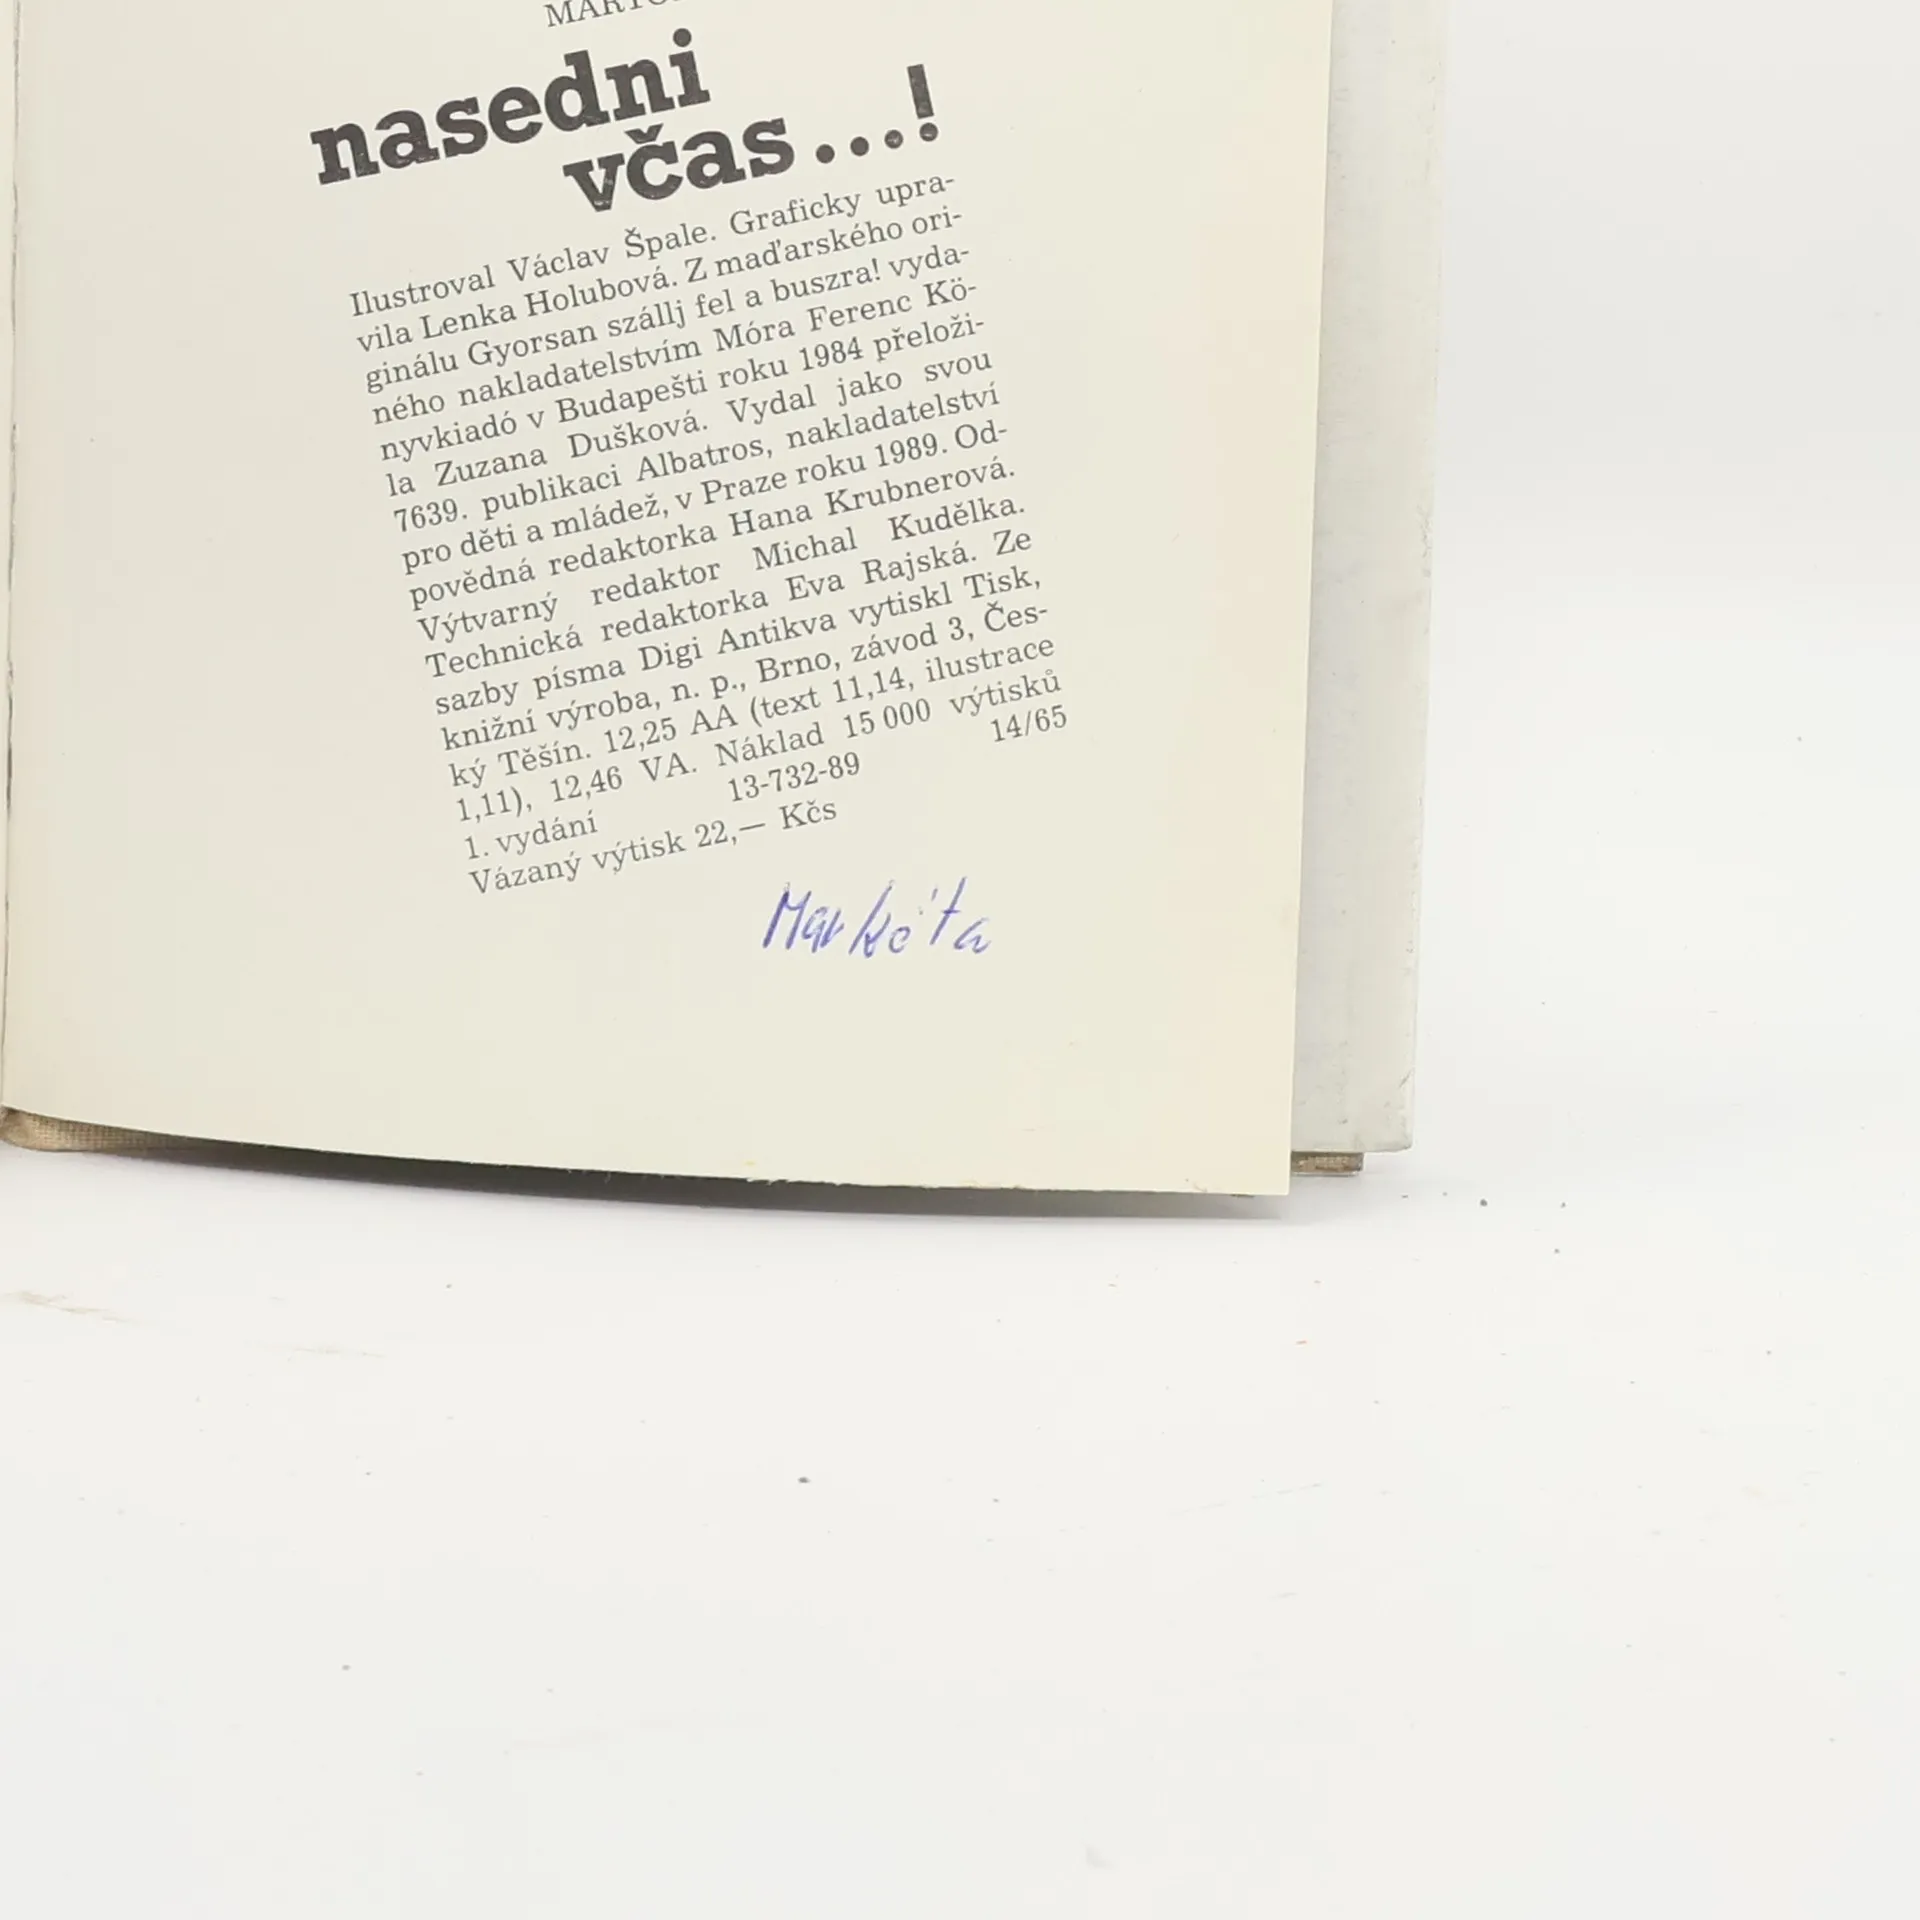 nasedni
včas...!
Ilustroval Václav Špale. Graficky upra-
vila Lenka Holubová. Z maďarského ori-
ginálu Gyorsan szállj fel a buszra! vyda-
ného nakladatelstvím Móra Ferenc Kö-
nyvkiadó v Budapešti roku 1984 přeloži-
la Zuzana Dušková. Vydal jako svou
7639. publikaci Albatros, nakladatelství
pro děti a mládež, v Praze roku 1989. Od-
povědná redaktorka Hana Krubnerová.
Výtvarný redaktor Michal Kudělka.
Technická redaktorka Eva Rajská. Ze
sazby písma Digi Antikva vytiskl Tisk,
knižní výroba, n. p., Brno, závod 3, Čes-
ký Těšín. 12,25 AA (text 11,14, ilustrace
1,11), 12,46 VA. Náklad 15 000 výtisků
1. vydání 13-732-89 14/65
Vázaný výtisk 22,— Kčs
Markéta